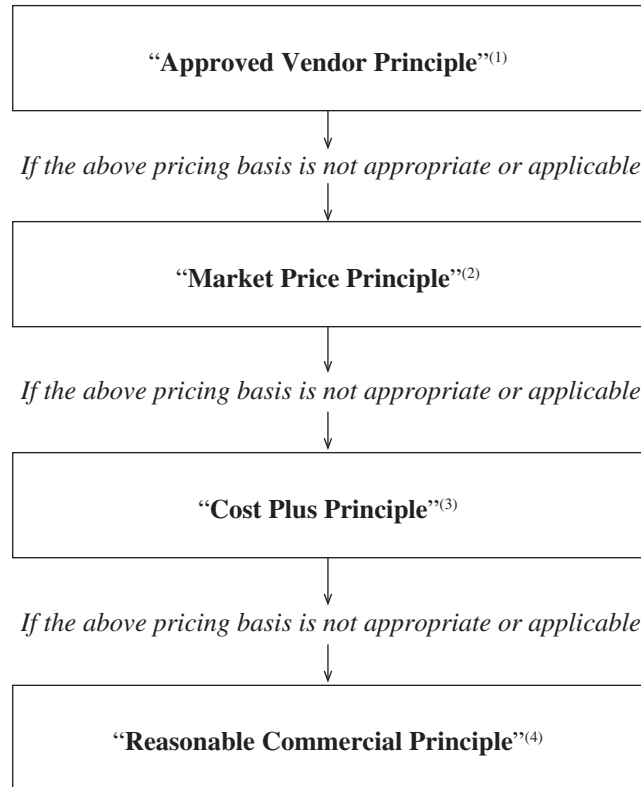 “Approved Vendor Principle”(1)
If the above pricing basis is not appropriate or applicable
“Market Price Principle”(2)
If the above pricing basis is not appropriate or applicable
“Cost Plus Principle”(3)
If the above pricing basis is not appropriate or applicable
“Reasonable Commercial Principle”(4)